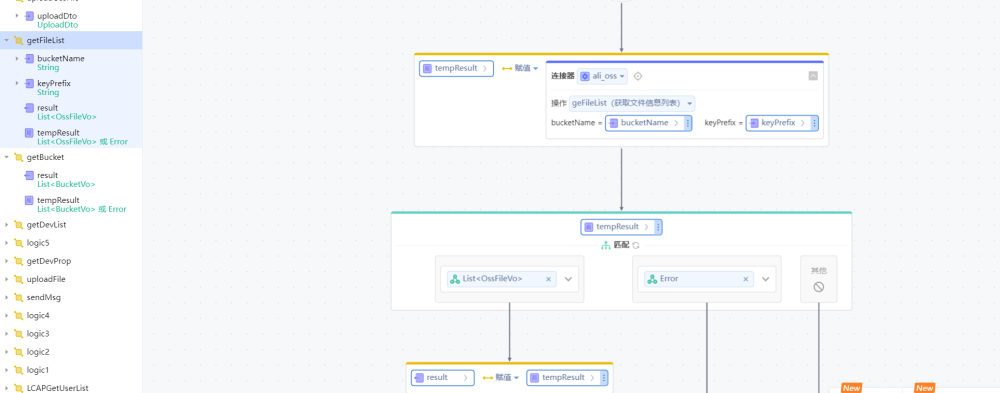 uploadDto
UploadDto
getFileList
bucketName
String
keyPrefix
String
result
List<OssFileVo>
tempResult
List<OssFileVo> 或 Error
getBucket
result
List<BucketVo>
tempResult
List<BucketVo> 或 Error
getDevList
logic5
getDevProp
uploadFile
sendMsg
logic4
logic3
logic2
logic1
LCAPGetUserList
tempResult 赋值
连接器 ali_oss
操作 geFileList（获取文件信息列表）
bucketName = bucketName keyPrefix = keyPrefix
tempResult
匹配
List<OssFileVo> Error 其他
result 赋值 tempResult
New New